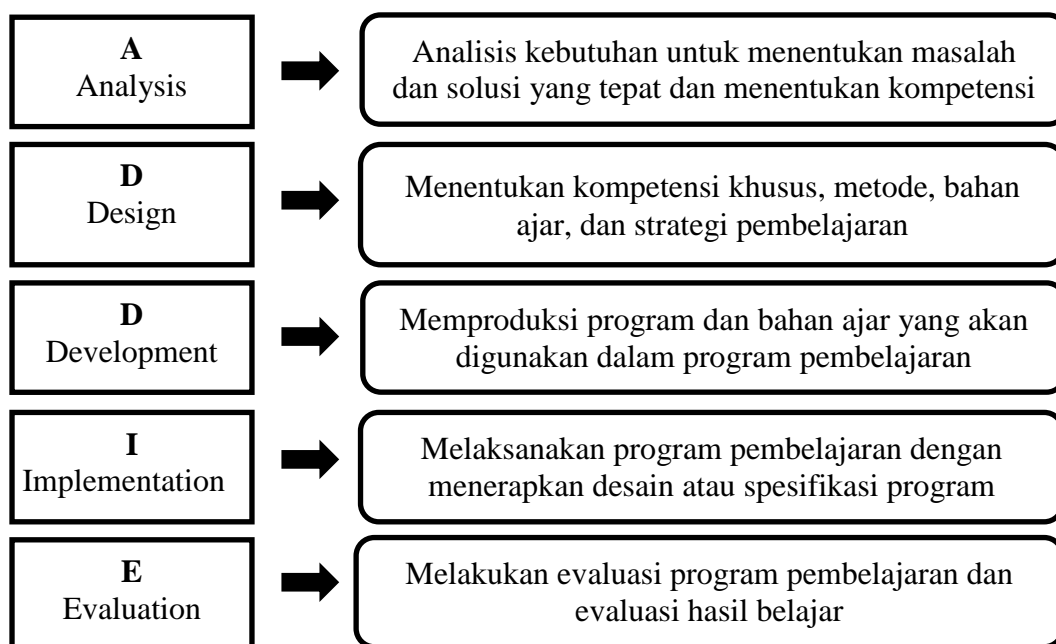 A
Analysis
Analisis kebutuhan untuk menentukan masalah
dan solusi yang tepat dan menentukan kompetensi
D
Design
Menentukan kompetensi khusus, metode, bahan
ajar, dan strategi pembelajaran
D
Development
Memproduksi program dan bahan ajar yang akan
digunakan dalam program pembelajaran
I
Implementation
Melaksanakan program pembelajaran dengan
menerapkan desain atau spesifikasi program
E
Evaluation
Melakukan evaluasi program pembelajaran dan
evaluasi hasil belajar